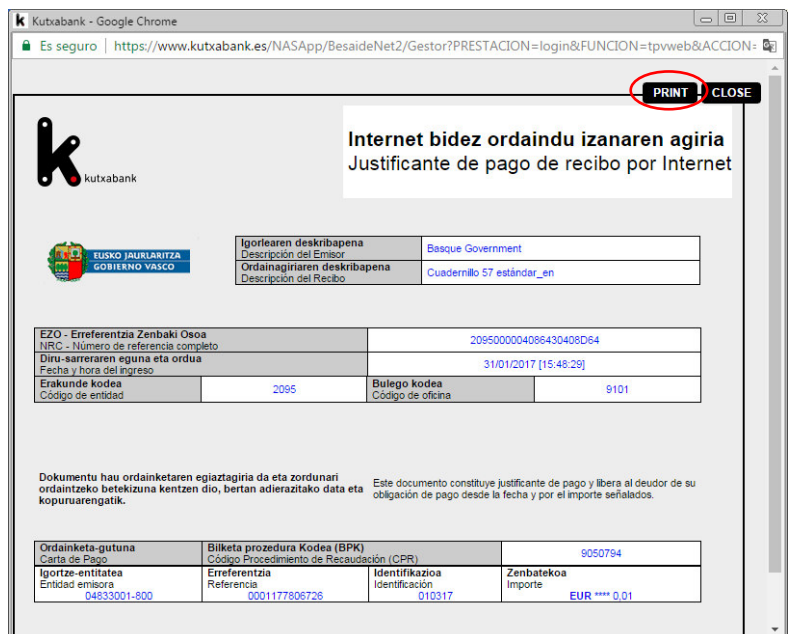 Kutxabank - Google Chrome
Es seguro | https://www.kutxabank.es/NASApp/BesaideNet2/Gestor?PRESTACION=login&FUNCION=tpvweb&ACCION=
PRINT CLOSE
Internet bidez ordaindu izanaren agiria
Justificante de pago de recibo por Internet
kutxabank
EUSKO JAURLARITZA
GOBIERNO VASCO
Igorlearen deskribapena
Descripción del Emisor
Basque Government
Ordainagiriaren deskribapena
Descripción del Recibo
Cuadernillo 57 estándar_en
EZO - Erreferentzia Zenbaki Osoa
NRC - Número de referencia completo
2095000004086430408D64
Diru-sarreraren eguna eta ordua
Fecha y hora del ingreso
31/01/2017 [15:48:29]
Erakunde kodea
Código de entidad
2095
Bulego kodea
Código de oficina
9101
Dokumentu hau ordainketaren egiaztagiria da eta zordunari
ordaintzeko betekizuna kentzen dio, bertan adierazitako data eta
kopuruarengatik.
Este documento constituye justificante de pago y libera al deudor de su
obligación de pago desde la fecha y por el importe señalados.
Ordainketa-gutuna
Carta de Pago
Bilketa prozedura Kodea (BPK)
Código Procedimiento de Recaudación (CPR)
9050794
Igortze-entitatea
Entidad emisora
04833001-800
Erreferentzia
Referencia
0001177806726
Identifikazioa
Identificación
010317
Zenbatekoa
Importe
EUR **** 0,01